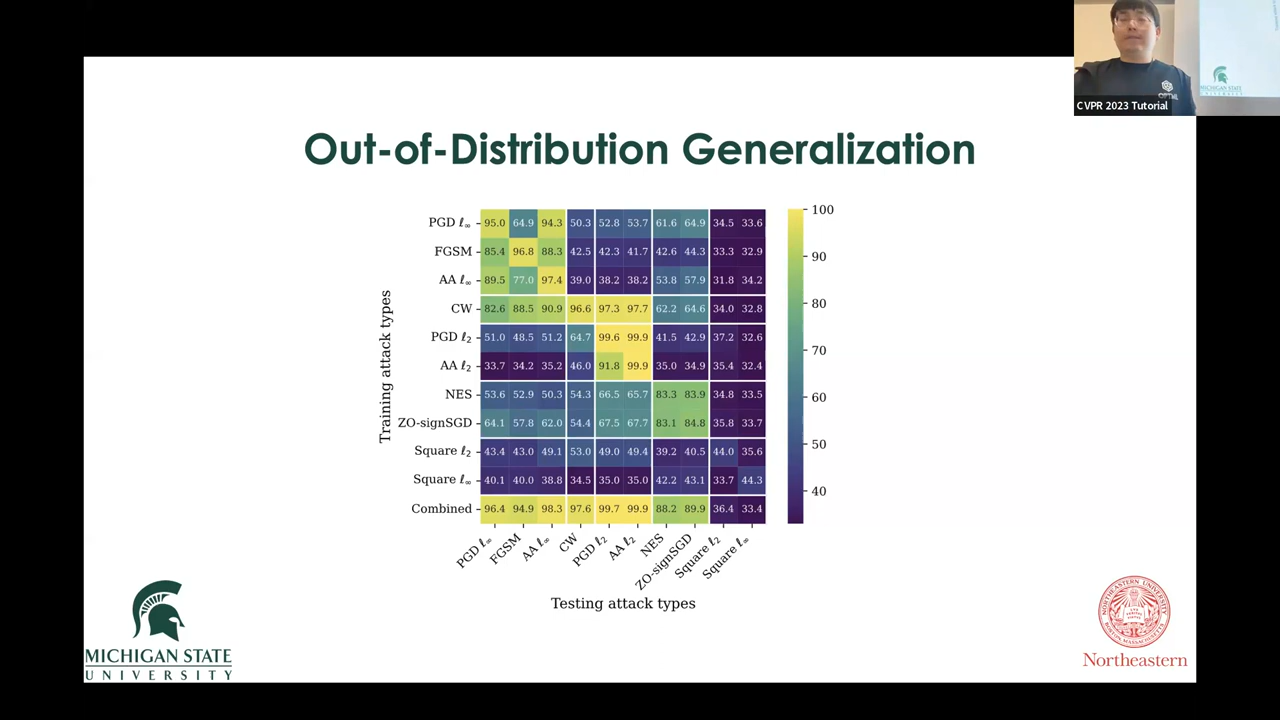 CVPR 2023 Tutorial
Out-of-Distribution Generalization
Training attack types
PGD ℓ∞ 95.0 64.9 94.3 50.3 52.8 53.7 61.6 64.9 34.5 33.6
FGSM 85.4 96.8 88.3 42.5 42.3 41.7 42.6 44.3 33.3 32.9
AA ℓ∞ 89.5 77.0 97.4 39.0 38.2 38.2 53.8 57.9 31.8 34.2
CW 82.6 88.5 90.9 96.6 97.3 97.7 62.2 64.6 34.0 32.8
PGD ℓ2 51.0 48.5 51.2 64.7 99.6 99.9 41.5 42.9 37.2 32.6
AA ℓ2 33.7 34.2 35.2 46.0 91.8 99.9 35.0 34.9 35.4 32.4
NES 53.6 52.9 50.3 54.3 66.5 65.7 83.3 83.9 34.8 33.5
ZO-signSGD 64.1 57.8 62.0 54.4 67.5 67.7 83.1 84.8 35.8 33.7
Square ℓ2 43.4 43.0 49.1 53.0 49.0 49.4 39.2 40.5 44.0 35.6
Square ℓ∞ 40.1 40.0 38.8 34.5 35.0 35.0 42.2 43.1 33.7 44.3
Combined 96.4 94.9 98.3 97.6 99.7 99.9 88.2 89.9 36.4 33.4
PGD ℓ∞ FGSM AA ℓ∞ CW PGD ℓ2 AA ℓ2 NES ZO-signSGD Square ℓ2 Square ℓ∞
Testing attack types
100
90
80
70
60
50
40
MICHIGAN STATE
UNIVERSITY
Northeastern